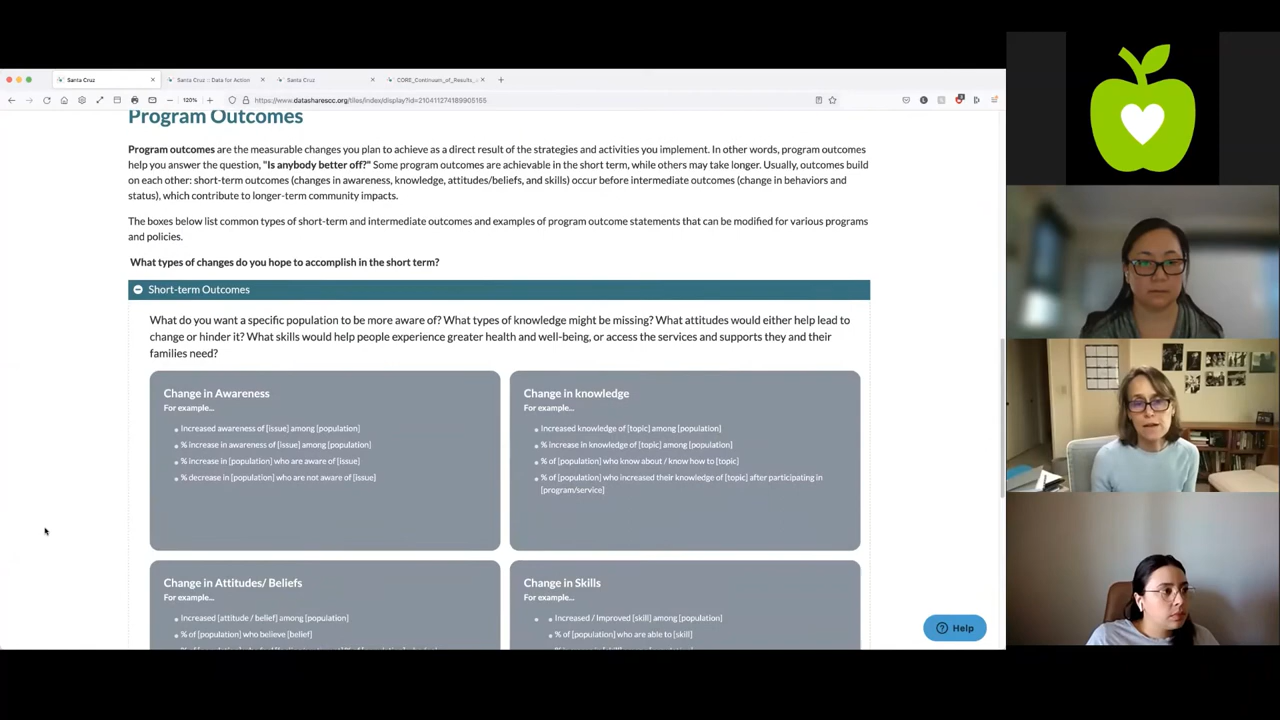 Santa Cruz
Santa Cruz :: Data for Action
Santa Cruz
CORE_Continuum_of_Results_
https://www.datasharescc.org/tiles/index/display?id=210411274189905155
120%
Program Outcomes
Program outcomes are the measurable changes you plan to achieve as a direct result of the strategies and activities you implement. In other words, program outcomes
help you answer the question, "Is anybody better off?" Some program outcomes are achievable in the short term, while others may take longer. Usually, outcomes build
on each other: short-term outcomes (changes in awareness, knowledge, attitudes/beliefs, and skills) occur before intermediate outcomes (change in behaviors and
status), which contribute to longer-term community impacts.
The boxes below list common types of short-term and intermediate outcomes and examples of program outcome statements that can be modified for various programs
and policies.
What types of changes do you hope to accomplish in the short term?
Short-term Outcomes
What do you want a specific population to be more aware of? What types of knowledge might be missing? What attitudes would either help lead to
change or hinder it? What skills would help people experience greater health and well-being, or access the services and supports they and their
families need?
Change in Awareness
For example...
Increased awareness of [issue] among [population]
% increase in awareness of [issue] among [population]
% increase in [population] who are aware of [issue]
% decrease in [population] who are not aware of [issue]
Change in knowledge
For example...
Increased knowledge of [topic] among [population]
% increase in knowledge of [topic] among [population]
% of [population] who know about / know how to [topic]
% of [population] who increased their knowledge of [topic] after participating in
[program/service]
Change in Attitudes/ Beliefs
For example...
Increased [attitude / belief] among [population]
% of [population] who believe [belief]
Change in Skills
For example...
Increased / Improved [skill] among [population]
% of [population] who are able to [skill]
Help